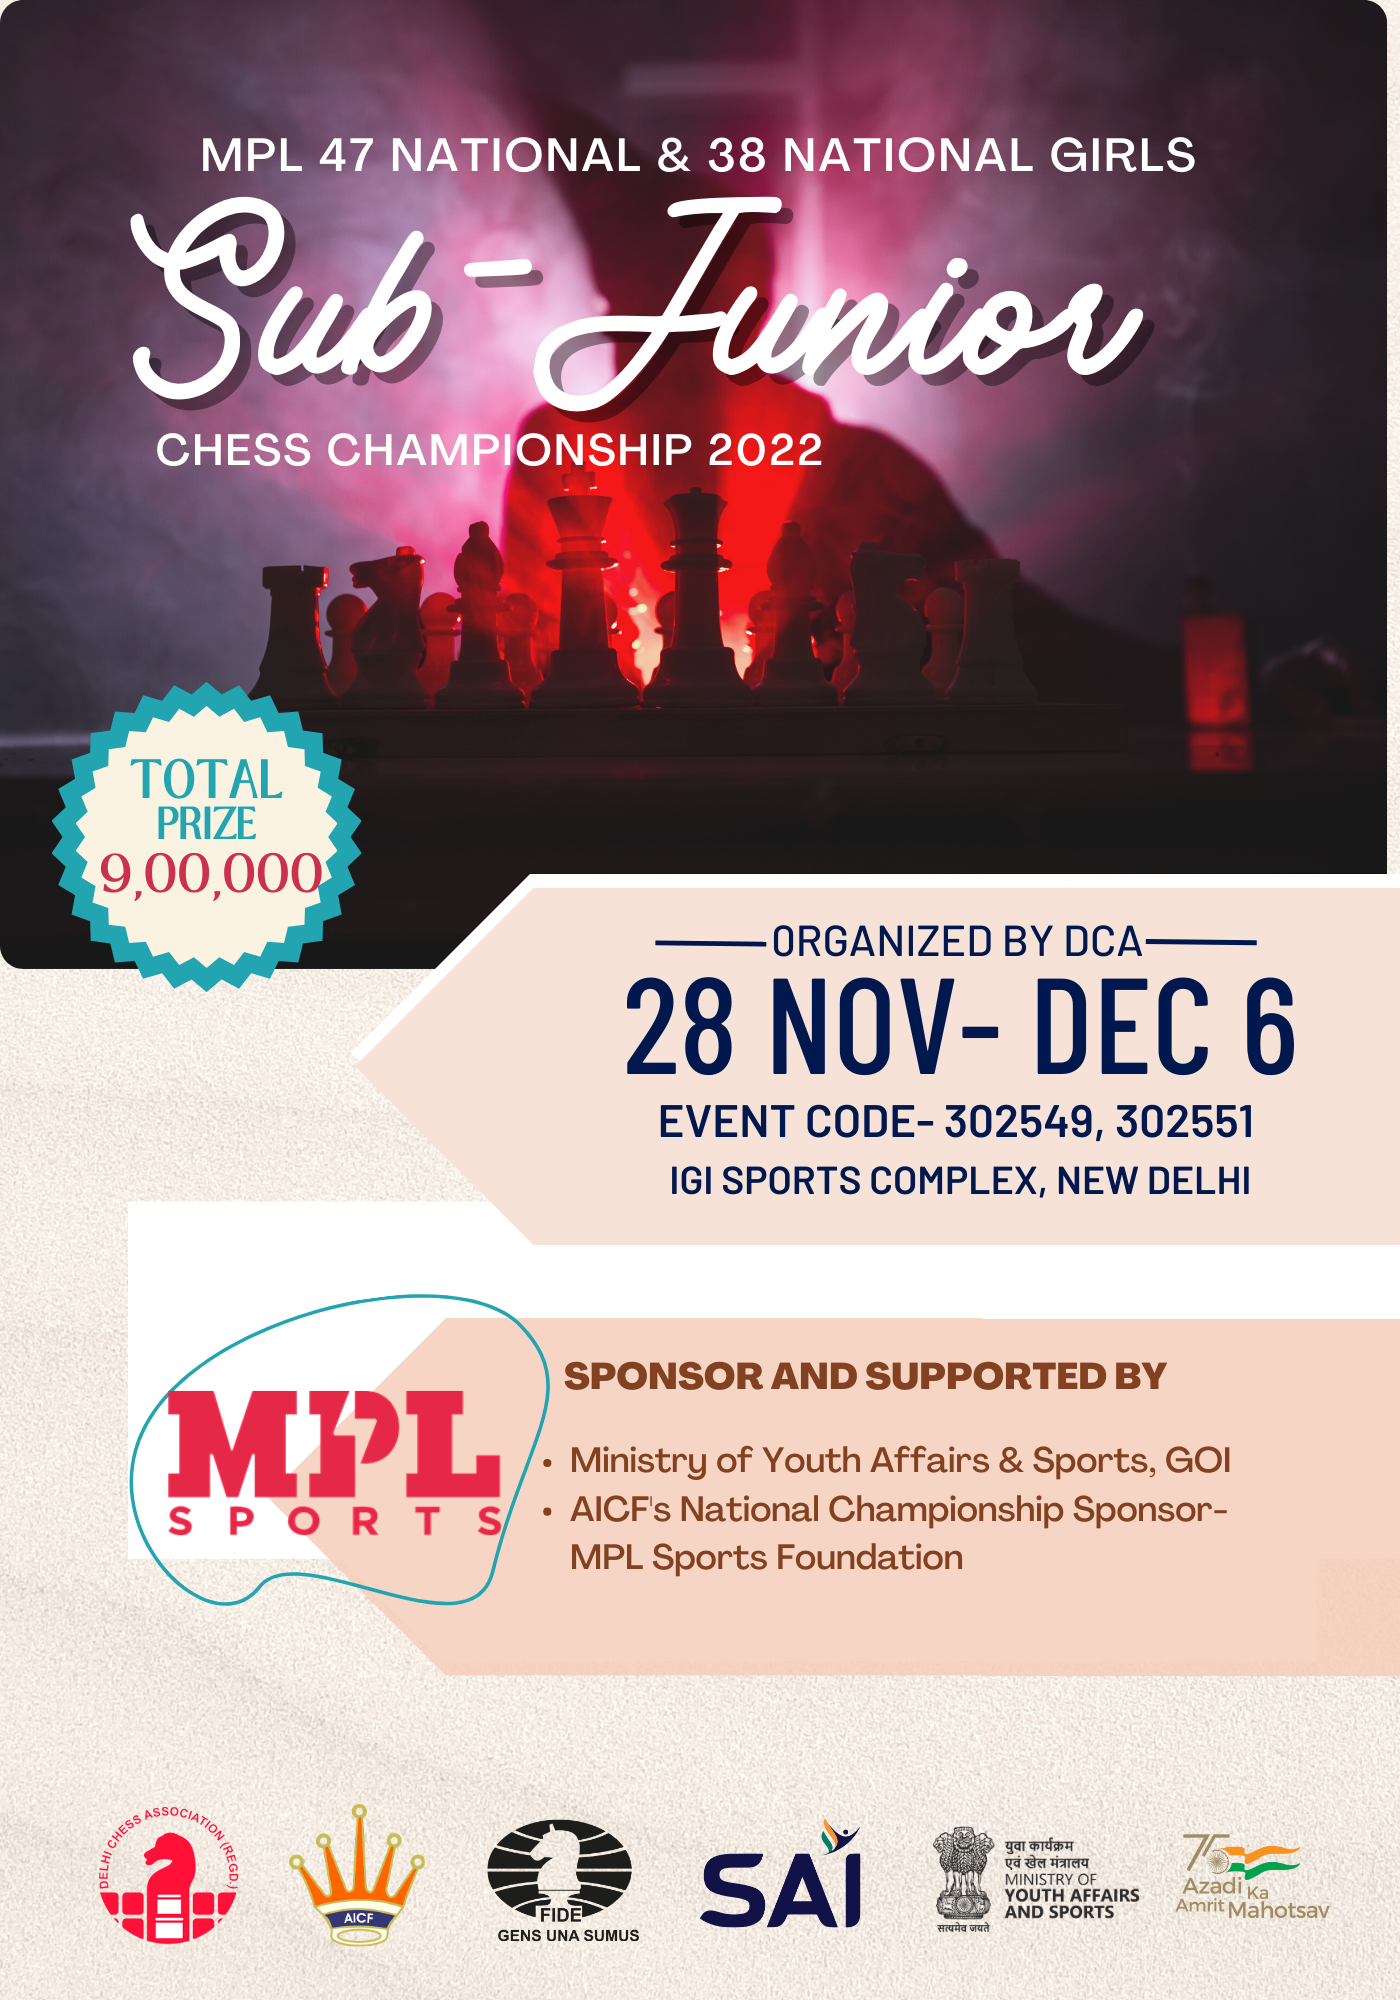 MPL 47 NATIONAL & 38 NATIONAL GIRLS
Sub-Junior
CHESS CHAMPIONSHIP 2022
TOTAL
PRIZE
9,00,000
ORGANIZED BY DCA
28 NOV- DEC 6
EVENT CODE- 302549, 302551
IGI SPORTS COMPLEX, NEW DELHI
MPL
SPORTS
SPONSOR AND SUPPORTED BY
• Ministry of Youth Affairs & Sports, GOI
• AICF's National Championship Sponsor-
MPL Sports Foundation
DELHI CHESS ASSOCIATION (REGD.)
AICF
FIDE
GENS UNA SUMUS
SAI
सत्यमेव जयते
युवा कार्यक्रम
एवं खेल मंत्रालय
MINISTRY OF
YOUTH AFFAIRS
AND SPORTS
75
Azadi Ka
Amrit Mahotsav